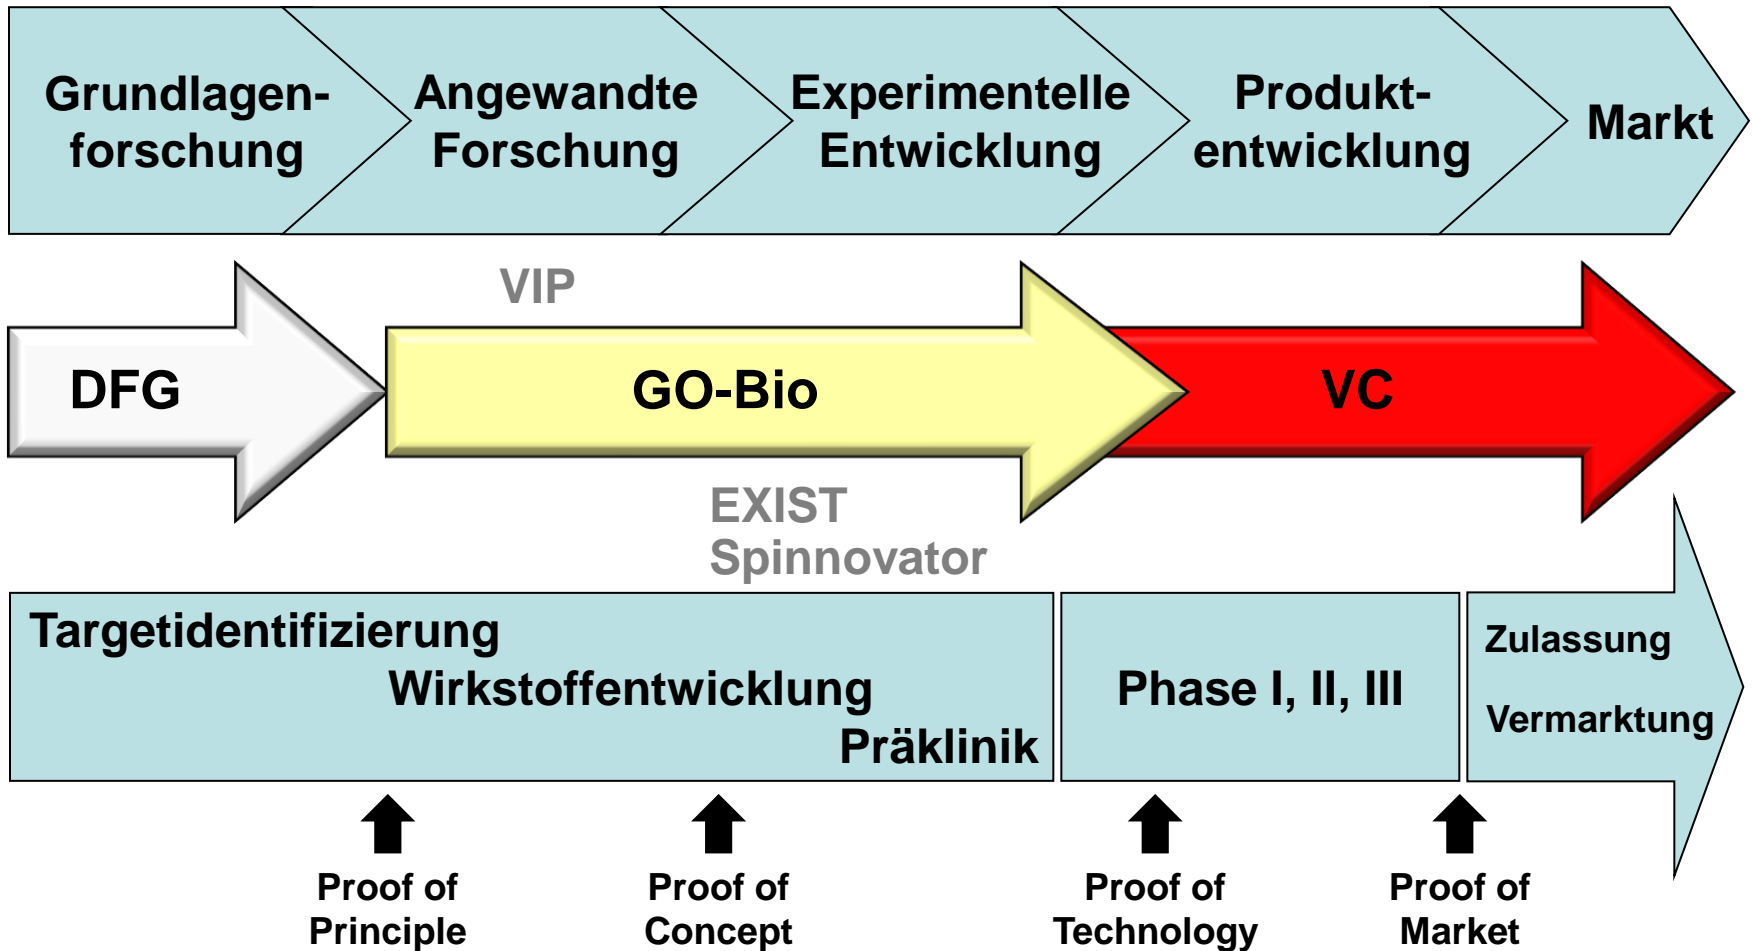 Grundlagen-
forschung
Angewandte
Forschung
Experimentelle
Entwicklung
Produkt-
entwicklung
Markt
VIP
DFG
GO-Bio
VC
EXIST
Spinnovator
Targetidentifizierung
Wirkstoffentwicklung
Präklinik
Phase I, II, III
Zulassung
Vermarktung
Proof of
Principle
Proof of
Concept
Proof of
Technology
Proof of
Market